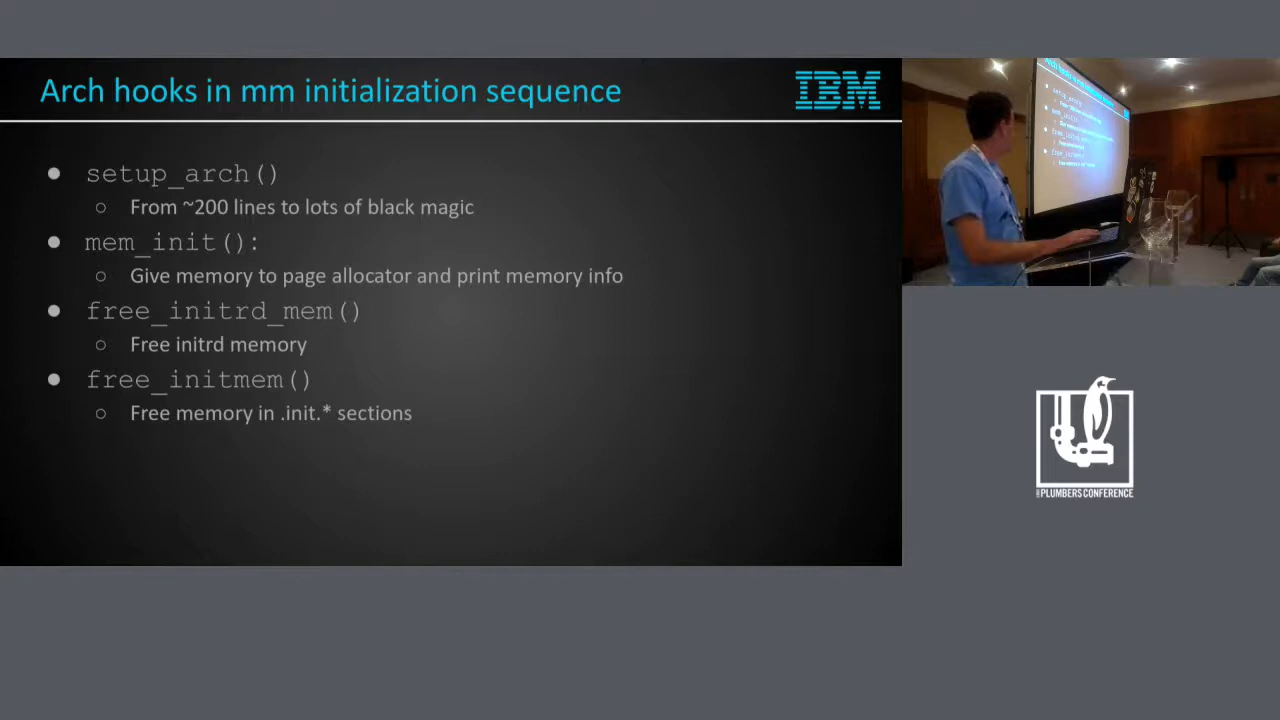 Arch hooks in mm initialization sequence
IBM
● setup_arch()
○ From ~200 lines to lots of black magic
● mem_init():
○ Give memory to page allocator and print memory info
● free_initrd_mem()
○ Free initrd memory
● free_initmem()
○ Free memory in .init.* sections
PLUMBERS CONFERENCE